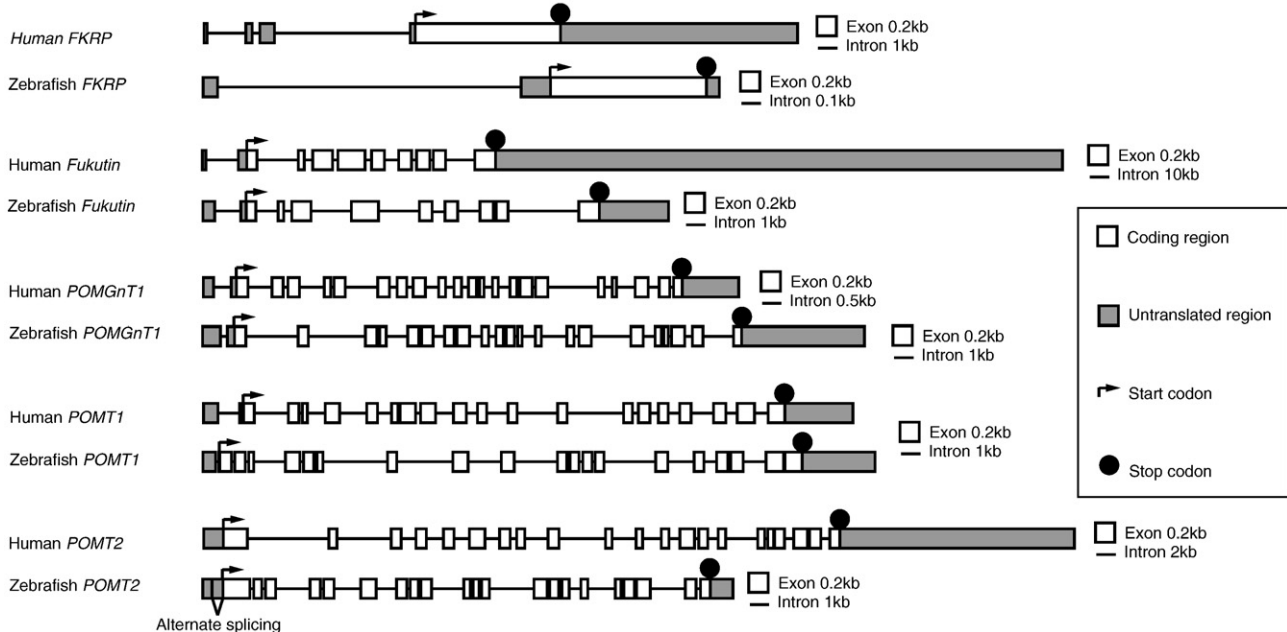 Human FKRP
Exon 0.2kb
Intron 1kb
Zebrafish FKRP
Exon 0.2kb
Intron 0.1kb
Human Fukutin
Exon 0.2kb
Intron 10kb
Zebrafish Fukutin
Exon 0.2kb
Intron 1kb
Human POMGnT1
Exon 0.2kb
Intron 0.5kb
Zebrafish POMGnT1
Exon 0.2kb
Intron 1kb
Human POMT1
Exon 0.2kb
Intron 1kb
Zebrafish POMT1
Human POMT2
Exon 0.2kb
Intron 2kb
Zebrafish POMT2
Exon 0.2kb
Intron 1kb
Alternate splicing
Coding region
Untranslated region
Start codon
Stop codon